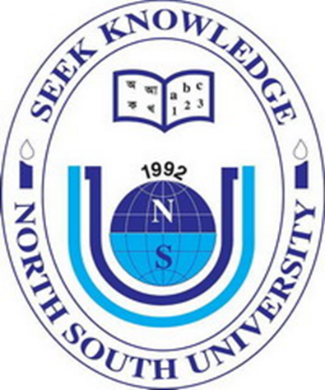 SEEK KNOWLEDGE
অ আ
ক খ
a b c
1 2 3
1992
N
S
NORTH SOUTH UNIVERSITY